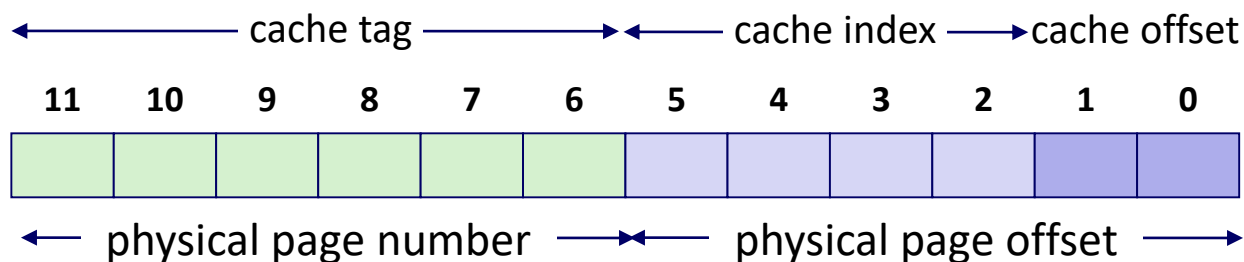 cache tag cache index cache offset
11 10 9 8 7 6 5 4 3 2 1 0
physical page number physical page offset